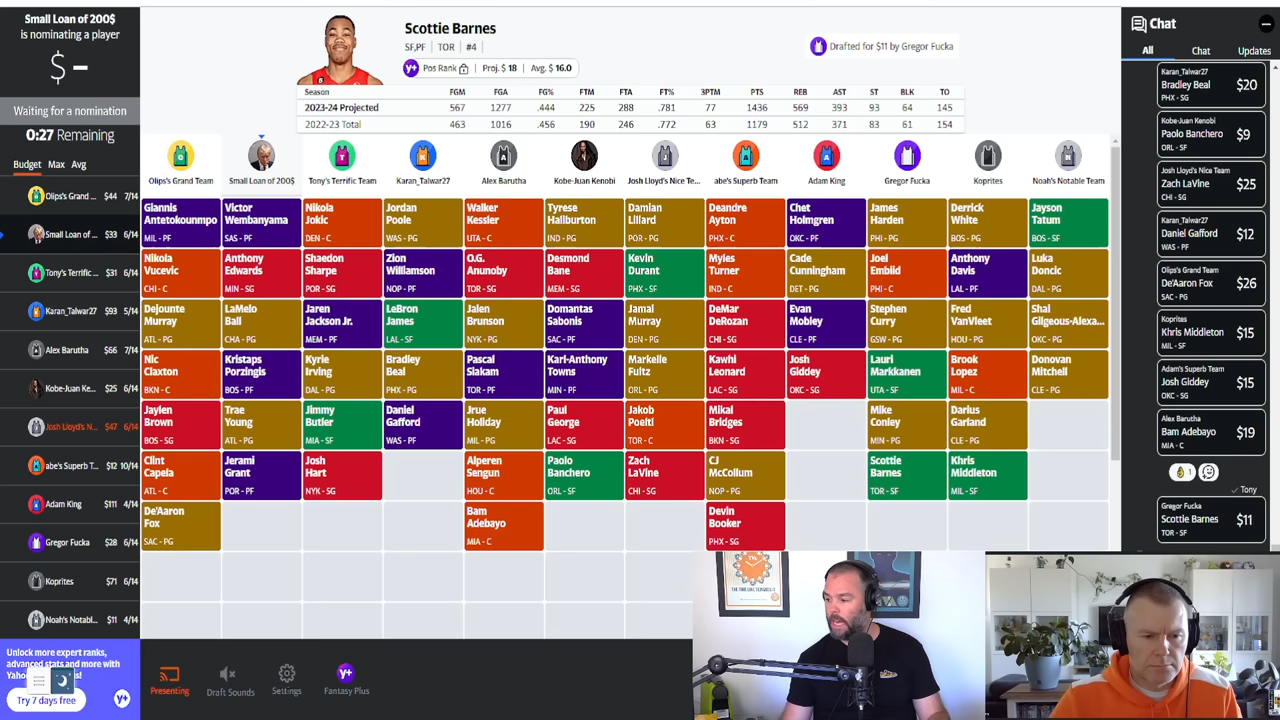 Small Loan of 200$
is nominating a player
$ –
Waiting for a nomination
0:27 Remaining
Budget Max Avg
Olips's Grand ... $44 7/14
Small Loan of ... $33 6/14
Tony's Terrific ... $31 6/14
Karan_Talwar27 $93 5/14
Alex Barutha 7/14
Kobe-Juan Ke... $25 6/14
Josh Lloyd's N... $47 6/14
abe's Superb T... $12 10/14
Adam King $111 4/14
Gregor Fucka $28 6/14
Koprites $71 6/14
Noah's Notabl... $11 4/14
Unlock more expert ranks,
advanced stats and more with
Try 7 days free
y+
Scottie Barnes
SF,PF TOR #4
y+ Pos Rank Proj. $ 18 Avg. $ 16.0
Drafted for $11 by Gregor Fucka
Season FGM FGA FG% FTM FTA FT% 3PTM PTS REB AST ST BLK TO
2023-24 Projected 567 1277 .444 225 288 .781 77 1436 569 393 93 64 145
2022-23 Total 463 1016 .456 190 246 .772 63 1179 512 371 83 61 154
Olips's Grand Team Small Loan of 200$ Tony's Terrific Team Karan_Talwar27 Alex Barutha Kobe-Juan Kenobi Josh Lloyd's Nice Te... abe's Superb Team Adam King Gregor Fucka Koprites Noah's Notable Team
Giannis Victor Nikola Jordan Walker Tyrese Damian Deandre Chet James Derrick Jayson
Antetokounmpo Wembanyama Jokic Poole Kessler Haliburton Lillard Ayton Holmgren Harden White Tatum
MIL - PF SAS - PF DEN - C WAS - PG UTA - C IND - PG POR - PG PHX - C OKC - PF PHI - PG BOS - PG BOS - SF
Nikola Anthony Shaedon Zion O.G. Desmond Kevin Myles Cade Joel Anthony Luka
Vucevic Edwards Sharpe Williamson Anunoby Bane Durant Turner Cunningham Embiid Davis Doncic
CHI - C MIN - SG POR - SG NOP - PF TOR - SG MEM - SG PHX - SF IND - C DET - PG PHI - C LAL - PF DAL - PG
Dejounte LaMelo Jaren LeBron Jalen Domantas Jamal DeMar Evan Stephen Fred Shai
Murray Ball Jackson Jr. James Brunson Sabonis Murray DeRozan Mobley Curry VanVleet Gilgeous-Alexa...
ATL - PG CHA - PG MEM - PF LAL - SF NYK - PG SAC - PF DEN - PG CHI - SG CLE - PF GSW - PG HOU - PG OKC - PG
Nic Kristaps Kyrie Bradley Pascal Karl-Anthony Markelle Kawhi Josh Lauri Brook Donovan
Claxton Porzingis Irving Beal Siakam Towns Fultz Leonard Giddey Markkanen Lopez Mitchell
BKN - C BOS - PF DAL - PG PHX - PG TOR - PF MIN - PF ORL - PG LAC - SG OKC - SG UTA - SF MIL - C CLE - PG
Jaylen Trae Jimmy Daniel Jrue Paul Jakob Mikal Mike Darius
Brown Young Butler Gafford Holiday George Poeltl Bridges Conley Garland
BOS - SG ATL - PG MIA - SF WAS - PF MIL - PG LAC - SG TOR - C BKN - SG MIN - PG CLE - PG
Clint Jerami Josh Alperen Paolo Zach CJ Scottie Khris
Capela Grant Hart Sengun Banchero LaVine McCollum Barnes Middleton
ATL - C POR - PF NYK - SG HOU - C ORL - SF CHI - SG NOP - PG TOR - SF MIL - SF
De'Aaron Bam Devin
Fox Adebayo Booker
SAC - PG MIA - C PHX - SG
Presenting Draft Sounds Settings Fantasy Plus
Chat
All Chat Updates
Karan_Talwar27
Bradley Beal $20
PHX - SG
Kobe-Juan Kenobi
Paolo Banchero $9
ORL - SF
Josh Lloyd's Nice Team
Zach LaVine $25
CHI - SG
Karan_Talwar27
Daniel Gafford $12
WAS - PF
Olips's Grand Team
De'Aaron Fox $26
SAC - PG
Koprites
Khris Middleton $15
MIL - SF
Adam's Superb Team
Josh Giddey $15
OKC - SG
Alex Barutha
Bam Adebayo $19
MIA - C
1
Tony
Gregor Fucka
Scottie Barnes $11
TOR - SF